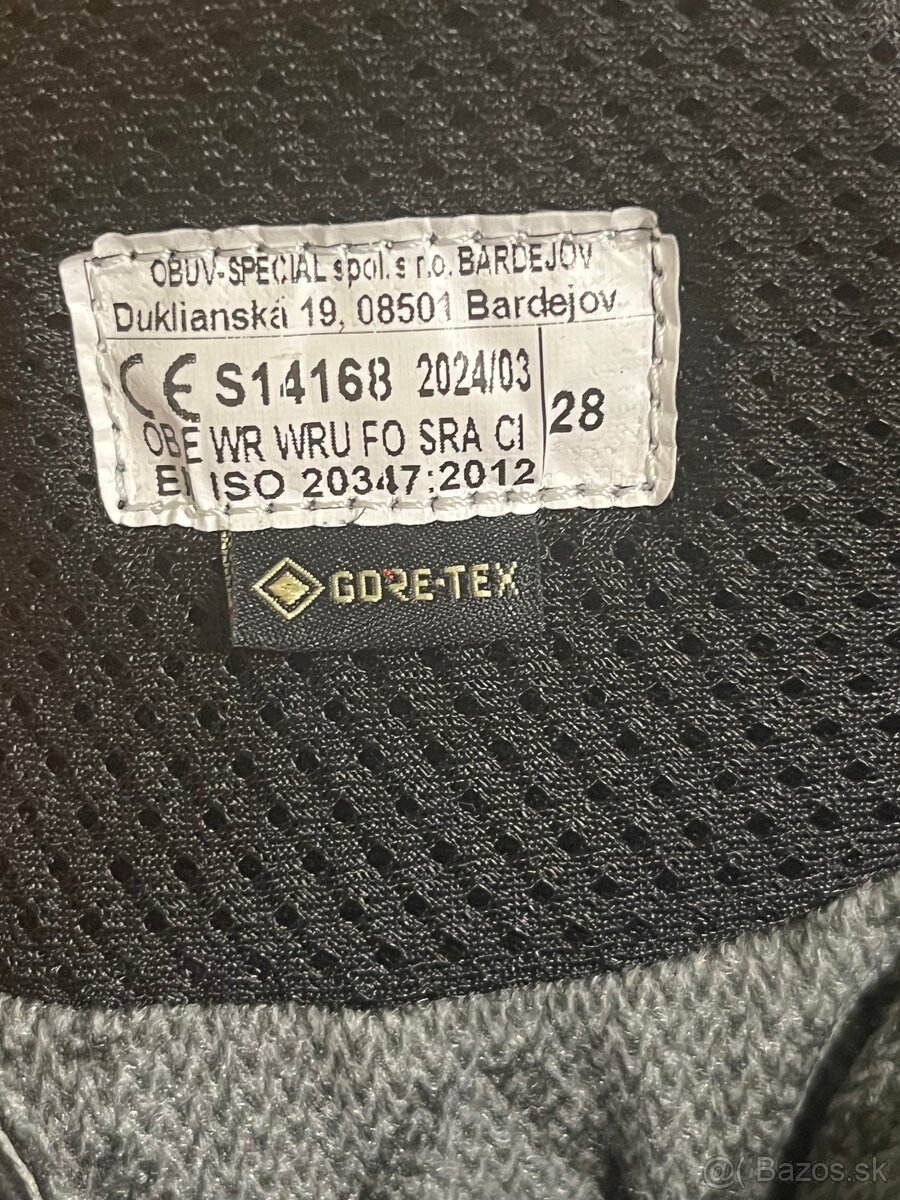 OBUV-SPECIAL spol. s r.o. BARDEJOV
Duklianská 19, 08501 Bardejov
CE S14168 2024/03
28
OBE WR WRU FO SRA CI
EN ISO 20347:2012
GORE-TEX
@( Bazos.sk